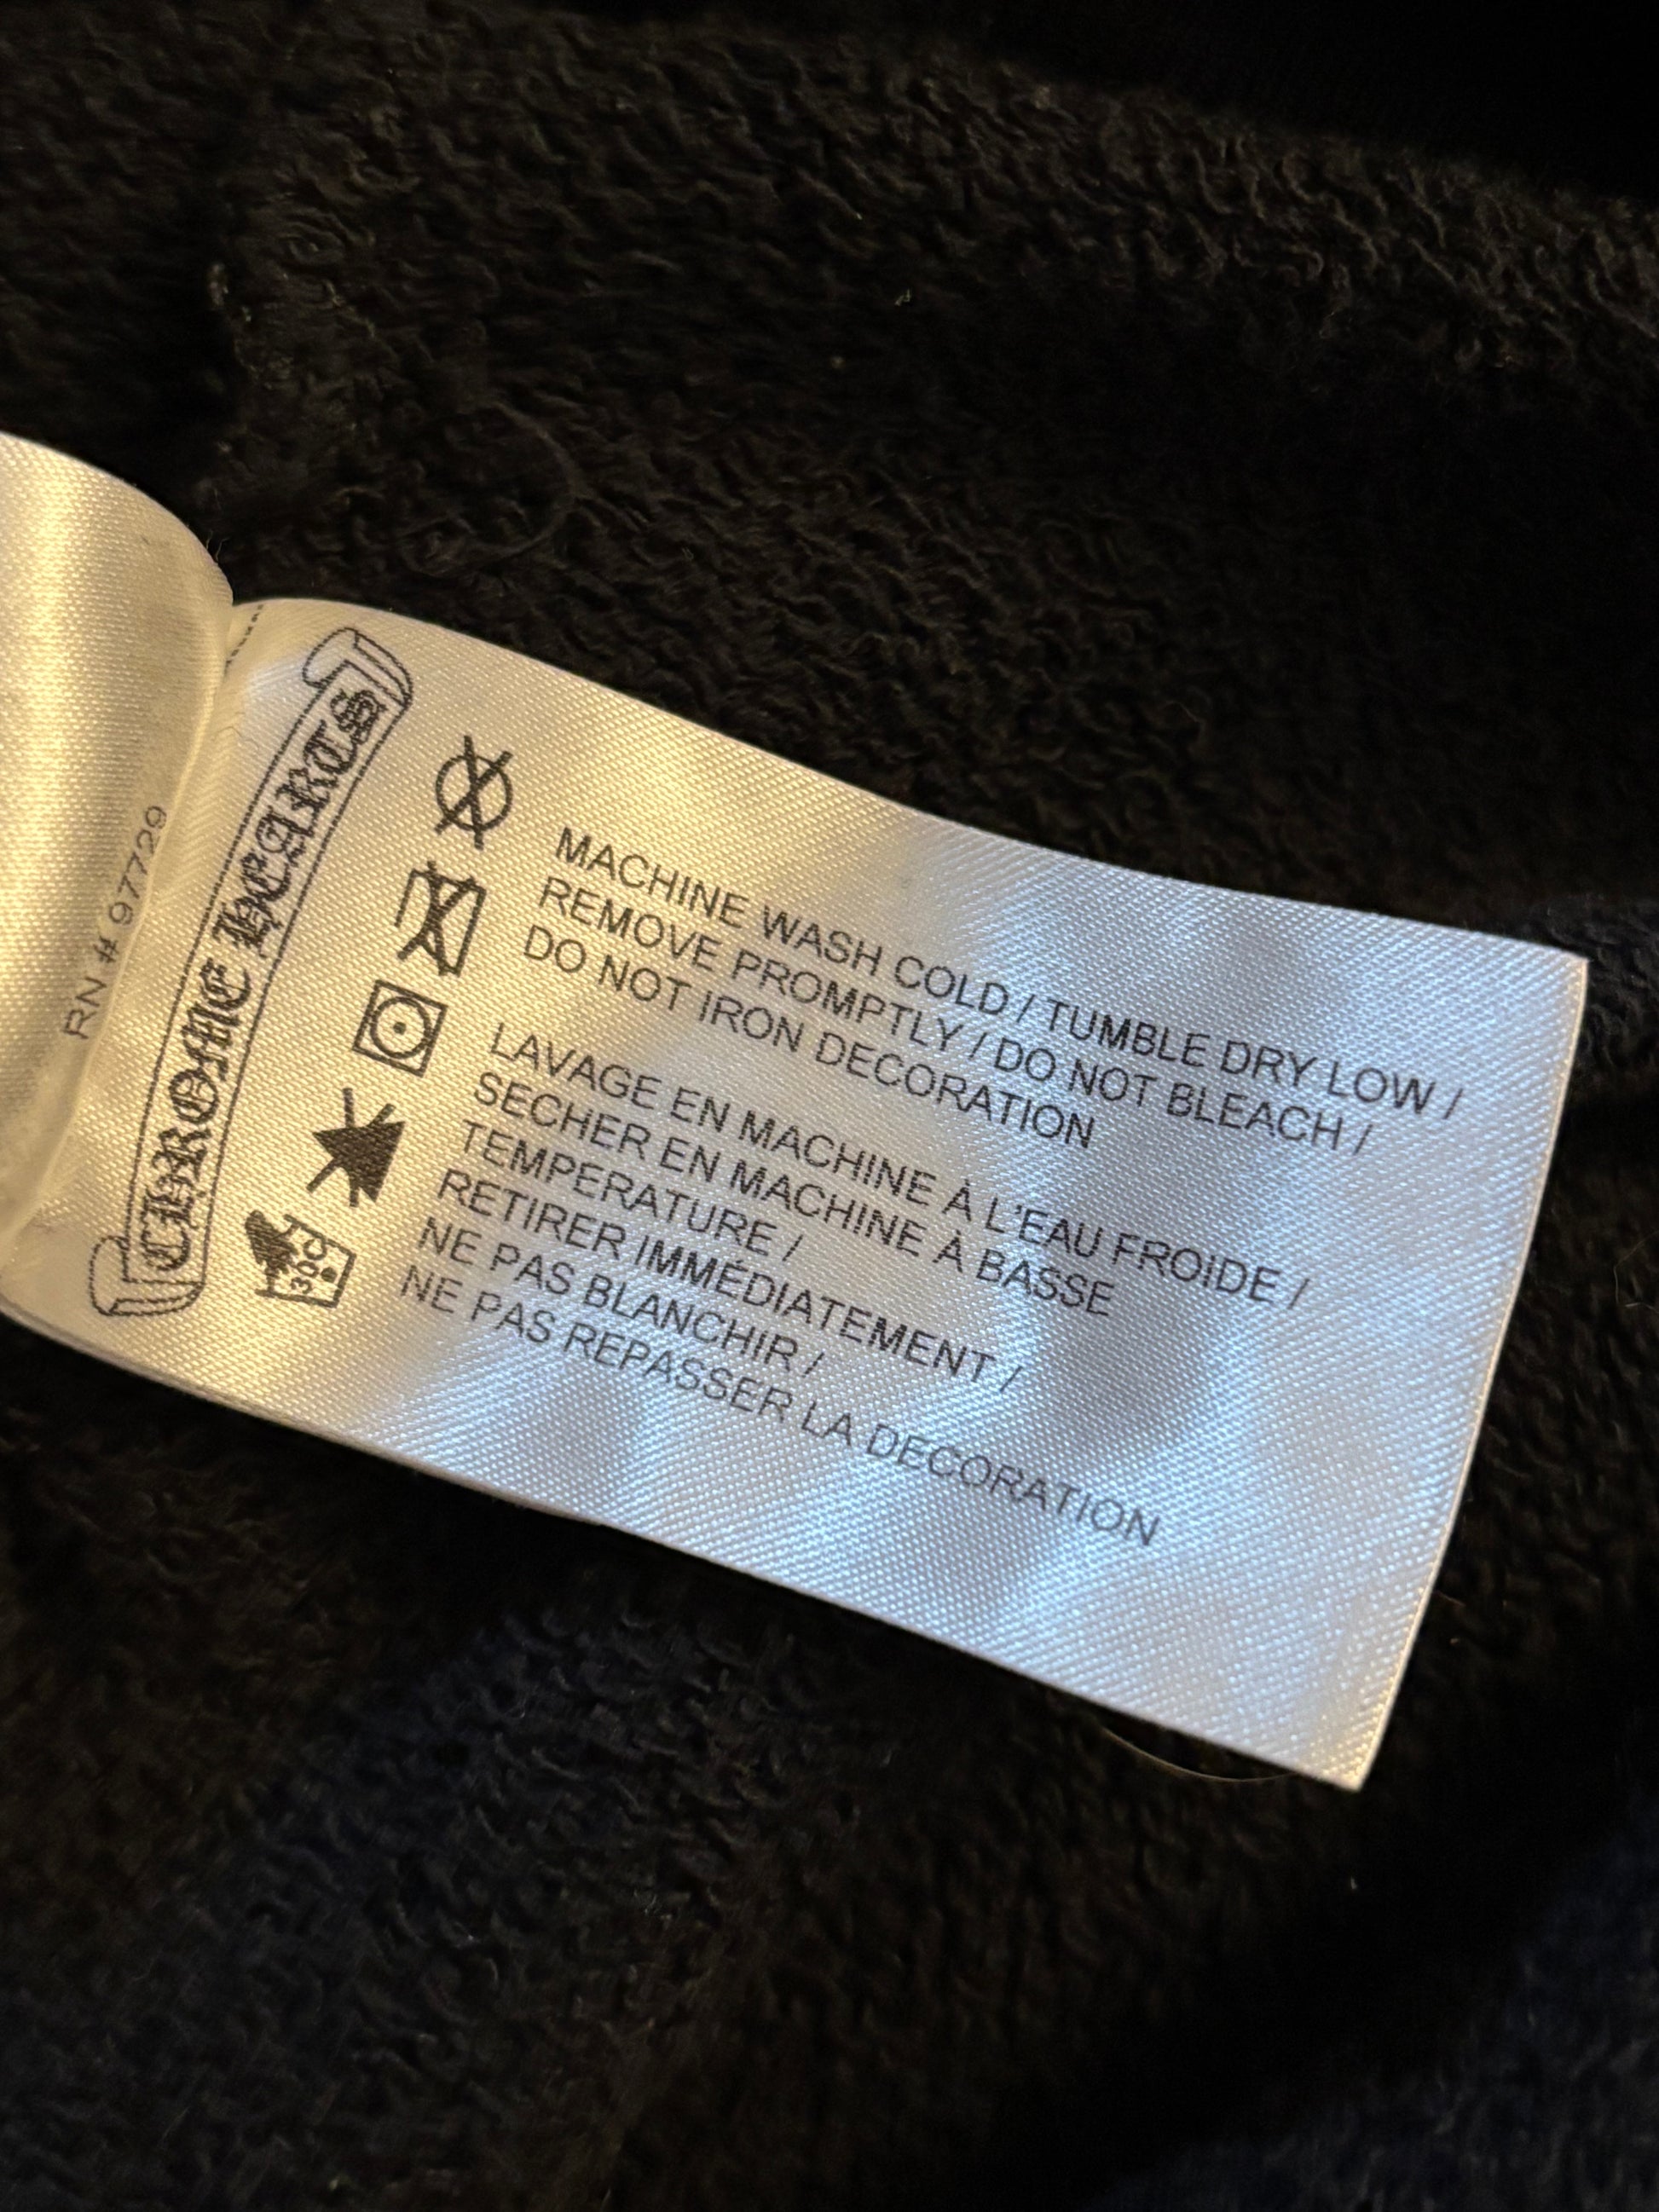 RN # 97729
CHROME HEARTS
30C
MACHINE WASH COLD / TUMBLE DRY LOW /
REMOVE PROMPTLY / DO NOT BLEACH /
DO NOT IRON DECORATION
LAVAGE EN MACHINE À L'EAU FROIDE /
SECHER EN MACHINE À BASSE
TEMPERATURE /
RETIRER IMMÉDIATEMENT /
NE PAS BLANCHIR /
NE PAS REPASSER LA DECORATION